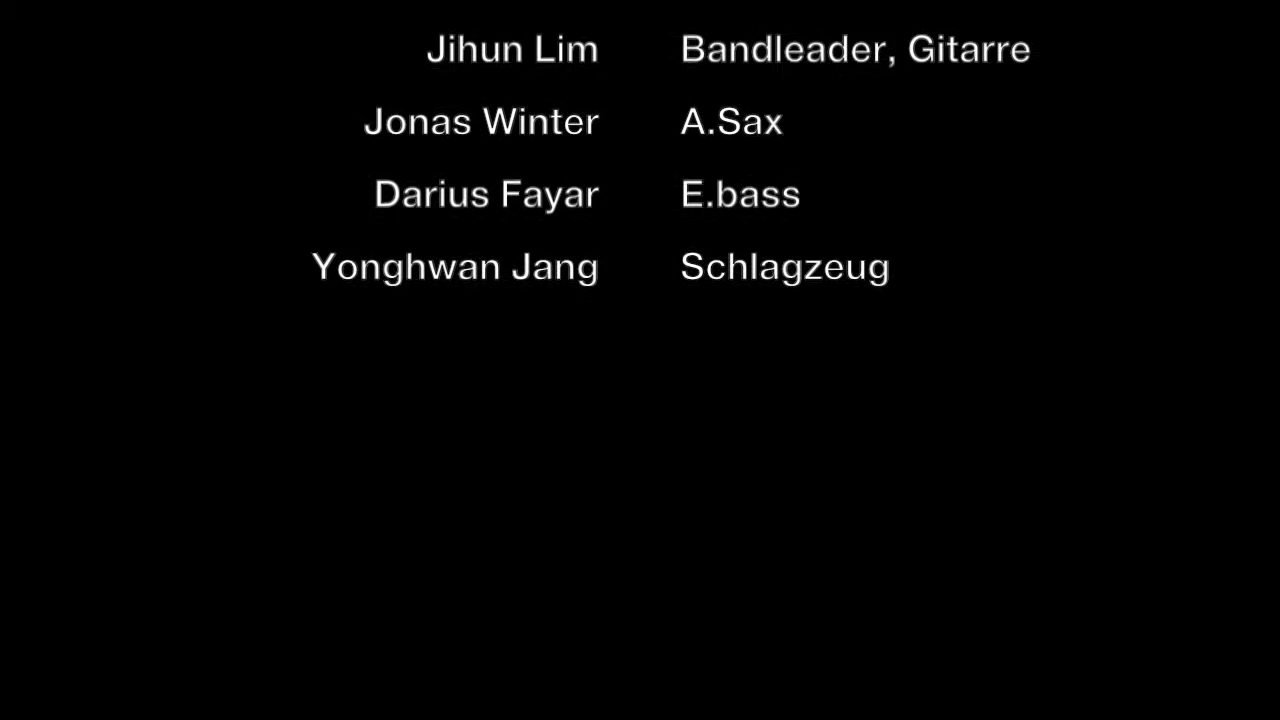 Jihun Lim Bandleader, Gitarre
Jonas Winter A.Sax
Darius Fayar E.bass
Yonghwan Jang Schlagzeug